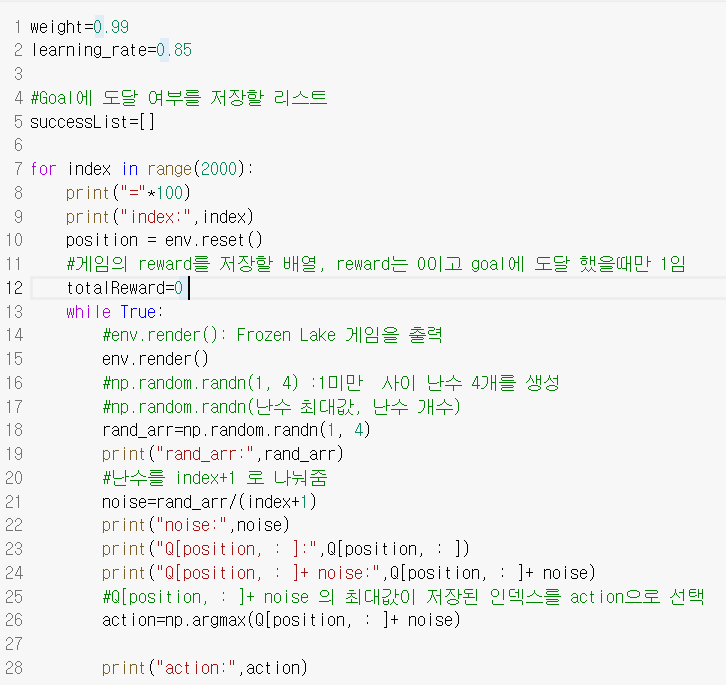 1 weight=0.99
2 learning_rate=0.85
3
4 #Goal에 도달 여부를 저장할 리스트
5 successList=[]
6
7 for index in range(2000):
8     print("="*100)
9     print("index:",index)
10     position = env.reset()
11     #게임의 reward를 저장할 배열, reward는 0이고 goal에 도달 했을때만 1임
12     totalReward=0
13     while True:
14         #env.render(): Frozen Lake 게임을 출력
15         env.render()
16         #np.random.randn(1, 4) :1미만  사이 난수 4개를 생성
17         #np.random.randn(난수 최대값, 난수 개수)
18         rand_arr=np.random.randn(1, 4)
19         print("rand_arr:",rand_arr)
20         #난수를 index+1 로 나눠줌
21         noise=rand_arr/(index+1)
22         print("noise:",noise)
23         print("Q[position, : ]:",Q[position, : ])
24         print("Q[position, : ]+ noise:",Q[position, : ]+ noise)
25         #Q[position, : ]+ noise 의 최대값이 저장된 인덱스를 action으로 선택
26         action=np.argmax(Q[position, : ]+ noise)
27
28         print("action:",action)